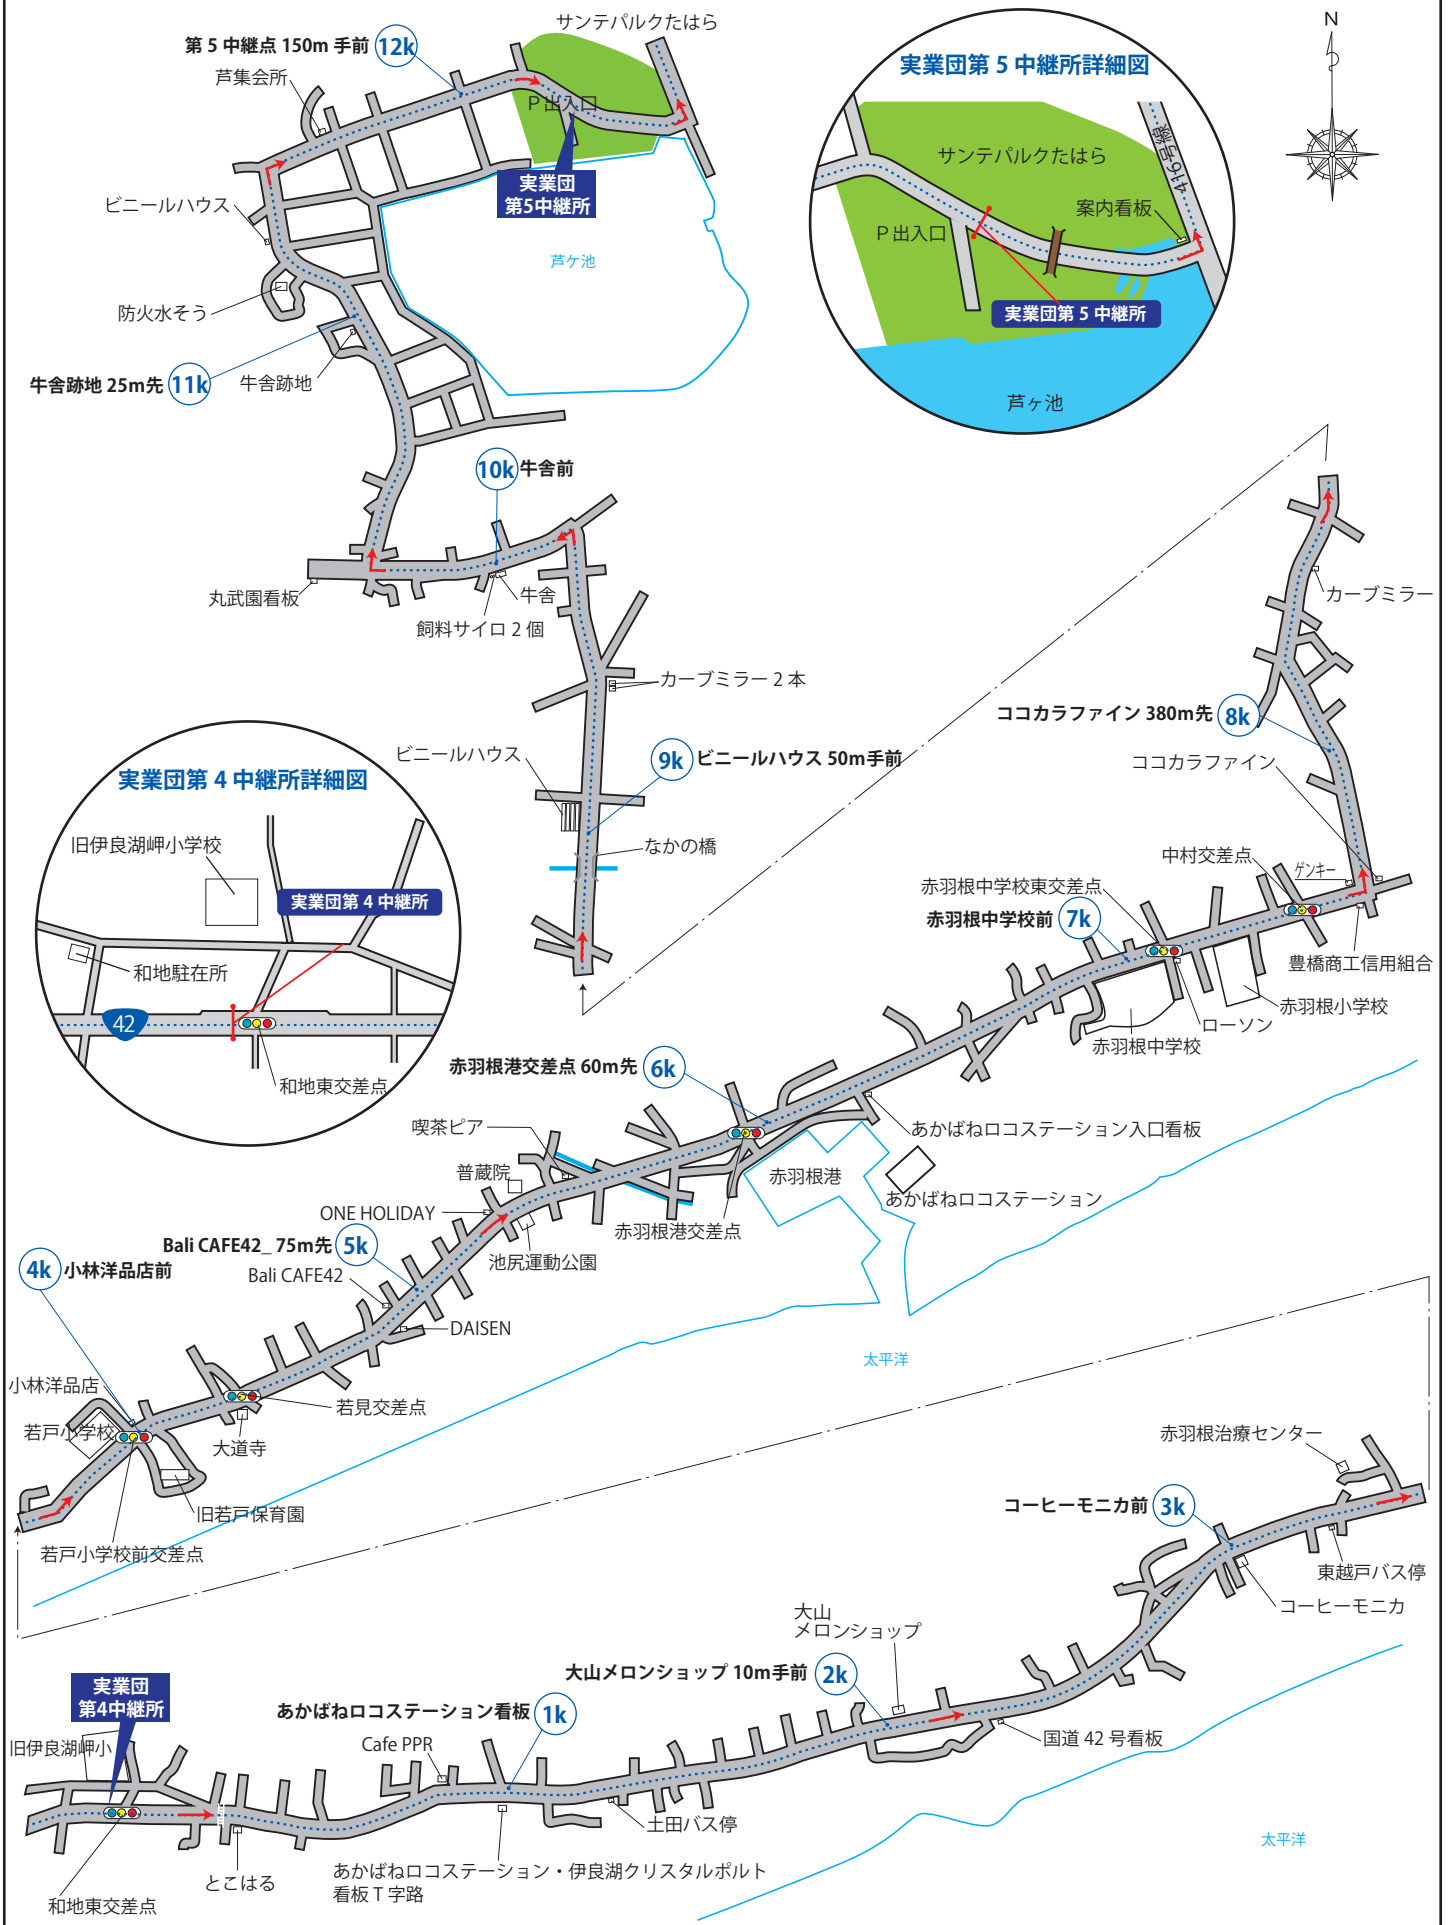 サンテパルクたはら
第 5 中継点 150m 手前
12k
芦集会所
P 出入口
実業団
第5中継所
ビニールハウス
芦ケ池
防火水そう
牛舎跡地 25m先
11k
牛舎跡地
実業団第 5 中継所詳細図
サンテパルクたはら
416号線
案内看板
P 出入口
実業団第 5 中継所
芦ヶ池
N
10k
牛舎前
丸武園看板
牛舎
飼料サイロ 2 個
カーブミラー 2 本
ビニールハウス
9k
ビニールハウス 50m手前
なかの橋
カーブミラー
ココカラファイン 380m先
8k
ココカラファイン
中村交差点
ゲンキー
赤羽根中学校東交差点
赤羽根中学校前
7k
豊橋商工信用組合
赤羽根小学校
ローソン
赤羽根中学校
実業団第 4 中継所詳細図
旧伊良湖岬小学校
実業団第 4 中継所
和地駐在所
42
和地東交差点
赤羽根港交差点 60m先
6k
喫茶ピア
普蔵院
あかばねロコステーション入口看板
赤羽根港
あかばねロコステーション
ONE HOLIDAY
赤羽根港交差点
池尻運動公園
Bali CAFE42_ 75m先
5k
Bali CAFE42
4k
小林洋品店前
DAISEN
太平洋
小林洋品店
若見交差点
若戸小学校
大道寺
旧若戸保育園
若戸小学校前交差点
赤羽根治療センター
コーヒーモニカ前
3k
東越戸バス停
コーヒーモニカ
大山
メロンショップ
大山メロンショップ 10m手前
2k
実業団
第4中継所
あかばねロコステーション看板
1k
旧伊良湖岬小
Cafe PPR
国道 42 号看板
土田バス停
太平洋
とこはる
あかばねロコステーション・伊良湖クリスタルポルト
看板 T 字路
和地東交差点